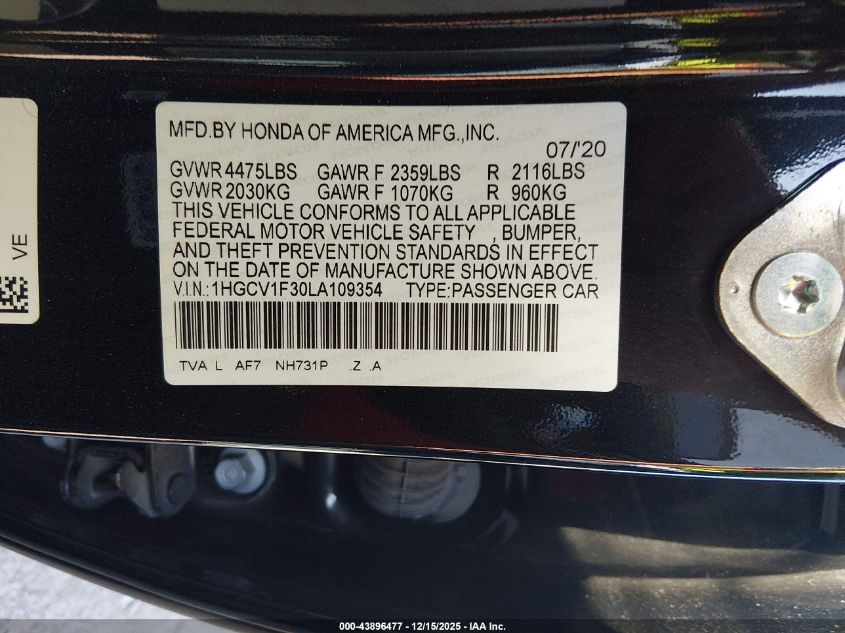 MFD.BY HONDA OF AMERICA MFG.,INC.
07/'20
GVWR 4475LBS GAWR F 2359LBS R 2116LBS
GVWR 2030KG GAWR F 1070KG R 960KG
THIS VEHICLE CONFORMS TO ALL APPLICABLE
FEDERAL MOTOR VEHICLE SAFETY , BUMPER,
AND THEFT PREVENTION STANDARDS IN EFFECT
ON THE DATE OF MANUFACTURE SHOWN ABOVE.
V.I.N.:1HGCV1F30LA109354 TYPE:PASSENGER CAR
TVA L AF7 NH731P .Z .A
VE
000-43896477 - 12/15/2025 - IAA Inc.